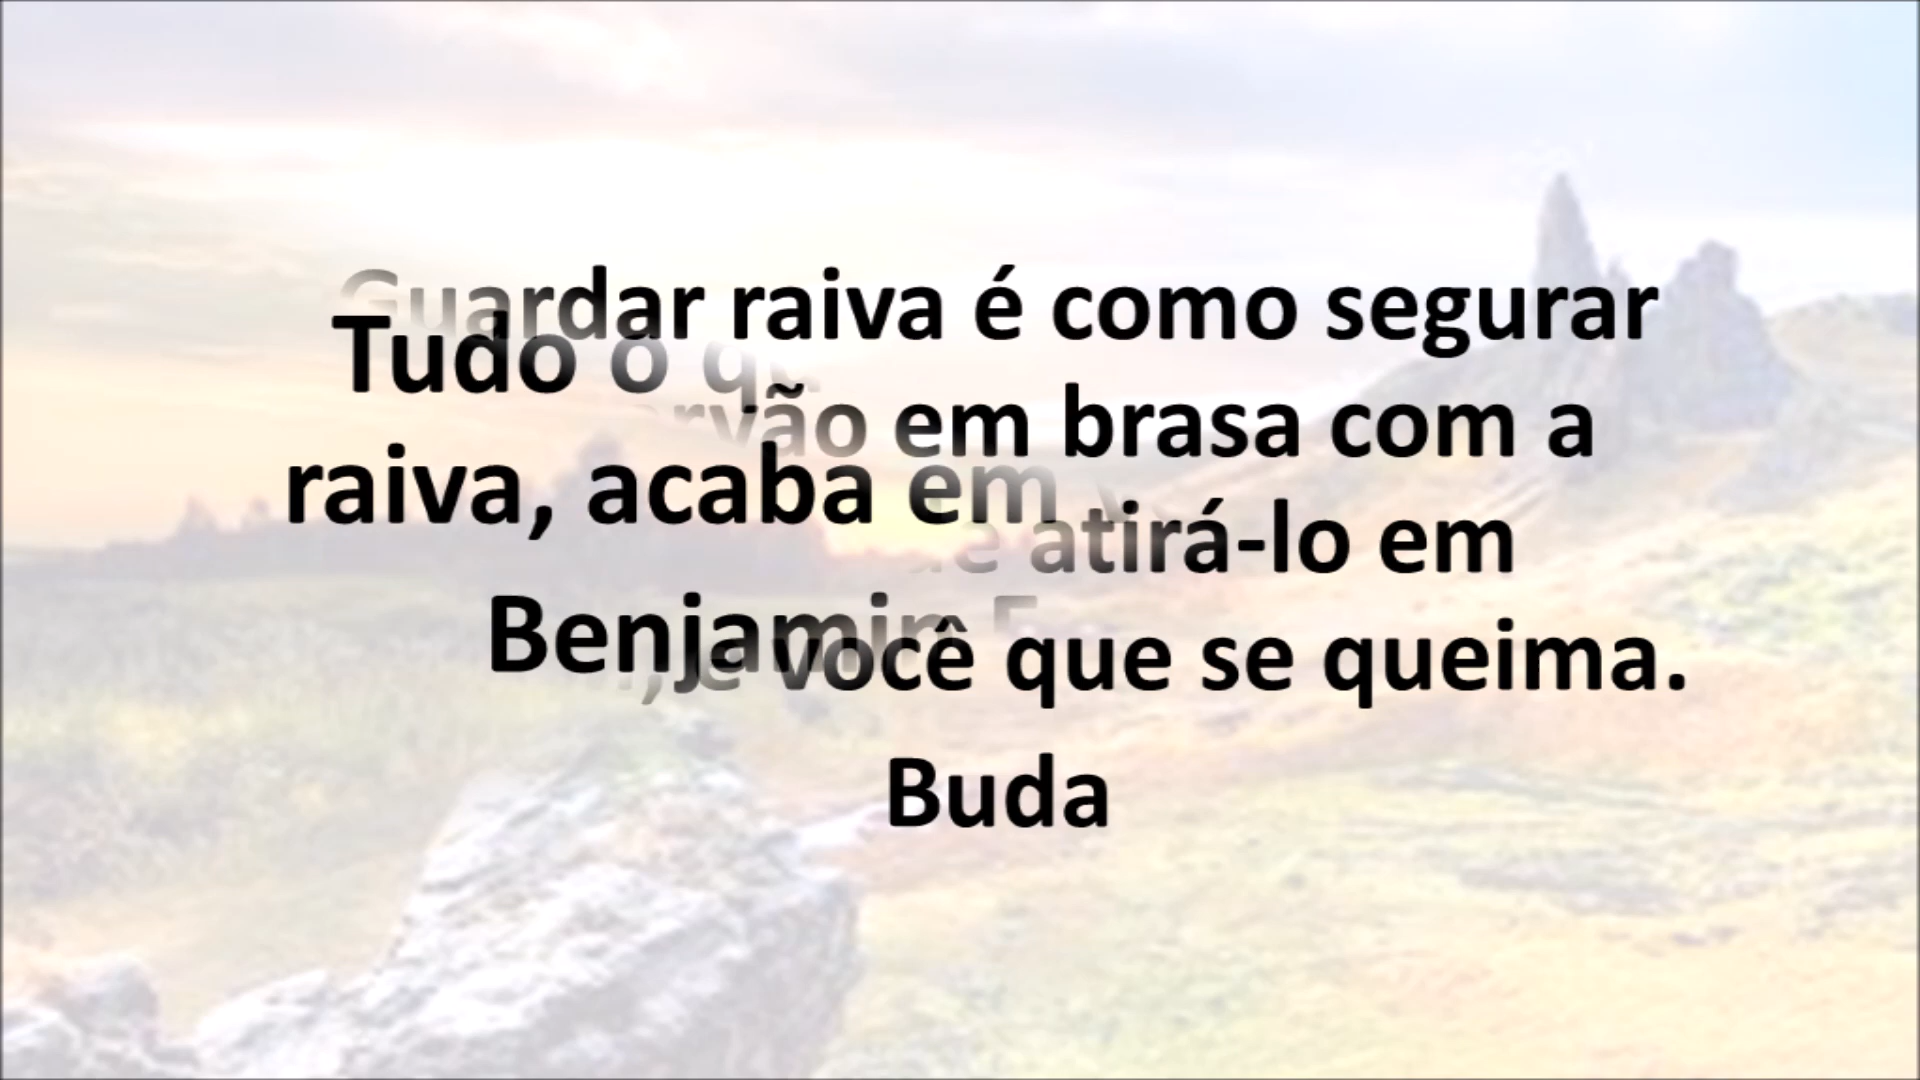 Guardar raiva é como segurar
Tudo o
em brasa com a
raiva, acaba em
atirá-lo em
Benjamin
você que se queima.
Buda